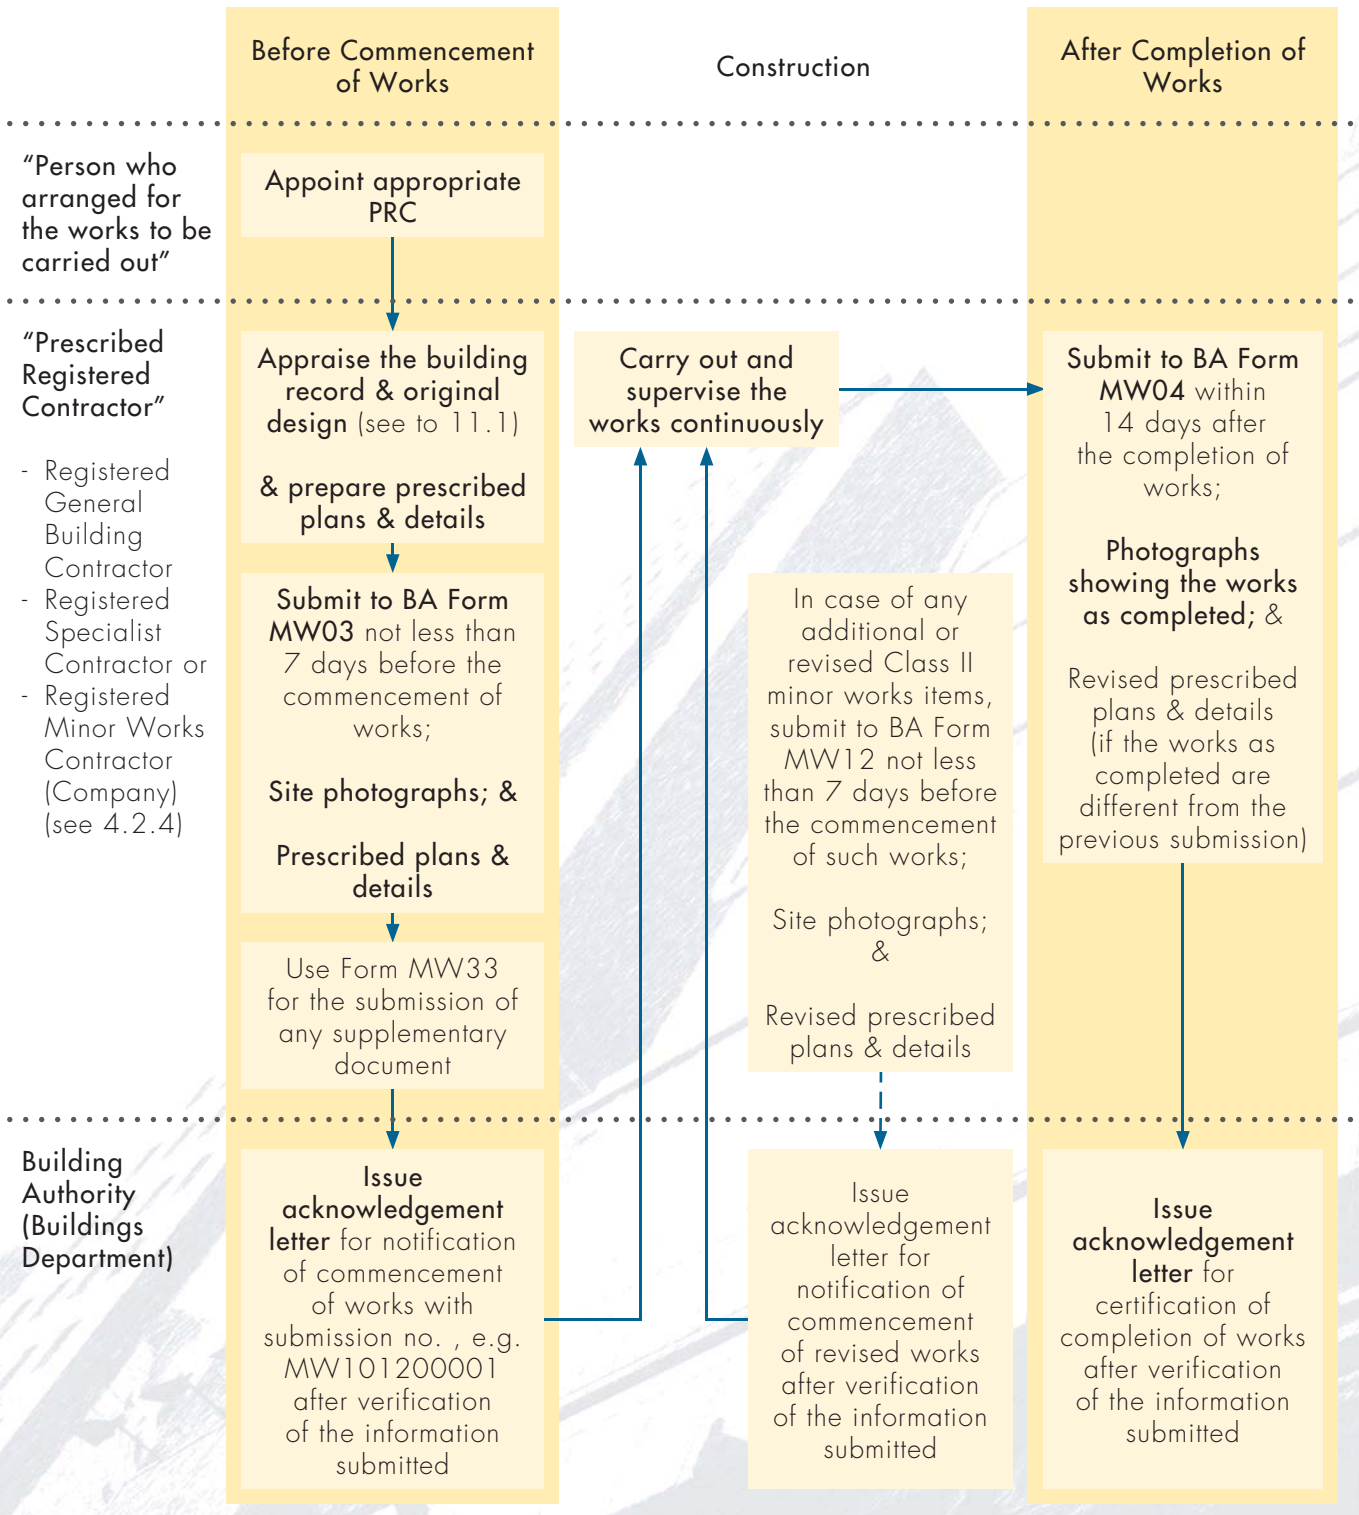 Before Commencement
of Works
Construction
After Completion of
Works
“Person who
arranged for
the works to be
carried out”
Appoint appropriate
PRC
“Prescribed
Registered
Contractor”
- Registered
General
Building
Contractor
- Registered
Specialist
Contractor or
- Registered
Minor Works
Contractor
(Company)
(see 4.2.4)
Appraise the building
record & original
design (see to 11.1)
& prepare prescribed
plans & details
Submit to BA Form
MW03 not less than
7 days before the
commencement of
works;
Site photographs; &
Prescribed plans &
details
Use Form MW33
for the submission of
any supplementary
document
Carry out and
supervise the
works continuously
In case of any
additional or
revised Class II
minor works items,
submit to BA Form
MW12 not less
than 7 days before
the commencement
of such works;
Site photographs;
&
Revised prescribed
plans & details
Submit to BA Form
MW04 within
14 days after
the completion of
works;
Photographs
showing the works
as completed; &
Revised prescribed
plans & details
(if the works as
completed are
different from the
previous submission)
Building
Authority
(Buildings
Department)
Issue
acknowledgement
letter for notification
of commencement
of works with
submission no. , e.g.
MW101200001
after verification
of the information
submitted
Issue
acknowledgement
letter for
notification of
commencement
of revised works
after verification
of the information
submitted
Issue
acknowledgement
letter for
certification of
completion of works
after verification
of the information
submitted